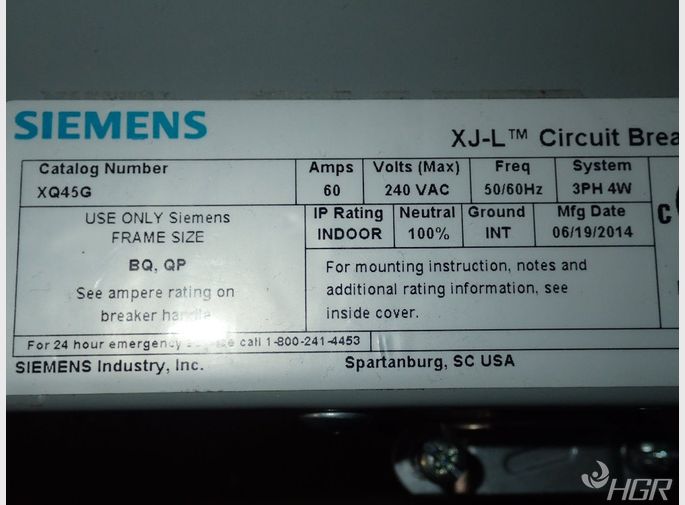 SIEMENS
XJ-L™ Circuit Brea
Catalog Number
XQ45G
Amps
60
Volts (Max)
240 VAC
Freq
50/60Hz
System
3PH 4W
USE ONLY Siemens
FRAME SIZE
BQ, QP
See ampere rating on
breaker handle
IP Rating
INDOOR
Neutral
100%
Ground
INT
Mfg Date
06/19/2014
C
For mounting instruction, notes and
additional rating information, see
inside cover.
For 24 hour emergency service call 1-800-241-4453
SIEMENS Industry, Inc.
Spartanburg, SC USA
HGR